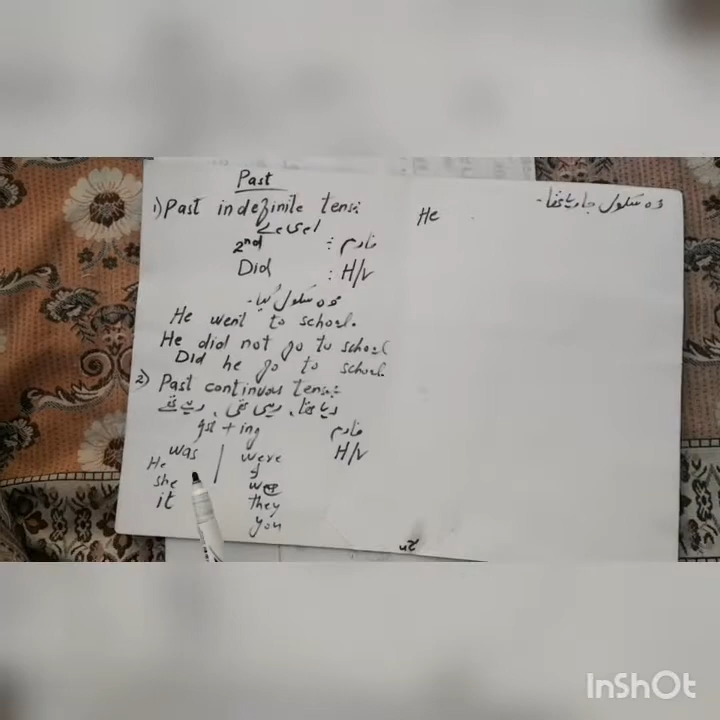 Past
1) Past indefinite tense:
ا ی ے
2nd : فارم
Did : H/V
وہ سکول گیا۔
He went to school.
He did not go to school
Did he go to school.
2) Past continuous tense:
رہا تھا، رہی تھی، رہے تھے
1st + ing فارم
was | were H/V
He I
she we
it they
you
وہ سکول جا رہا تھا۔
He
InShOt